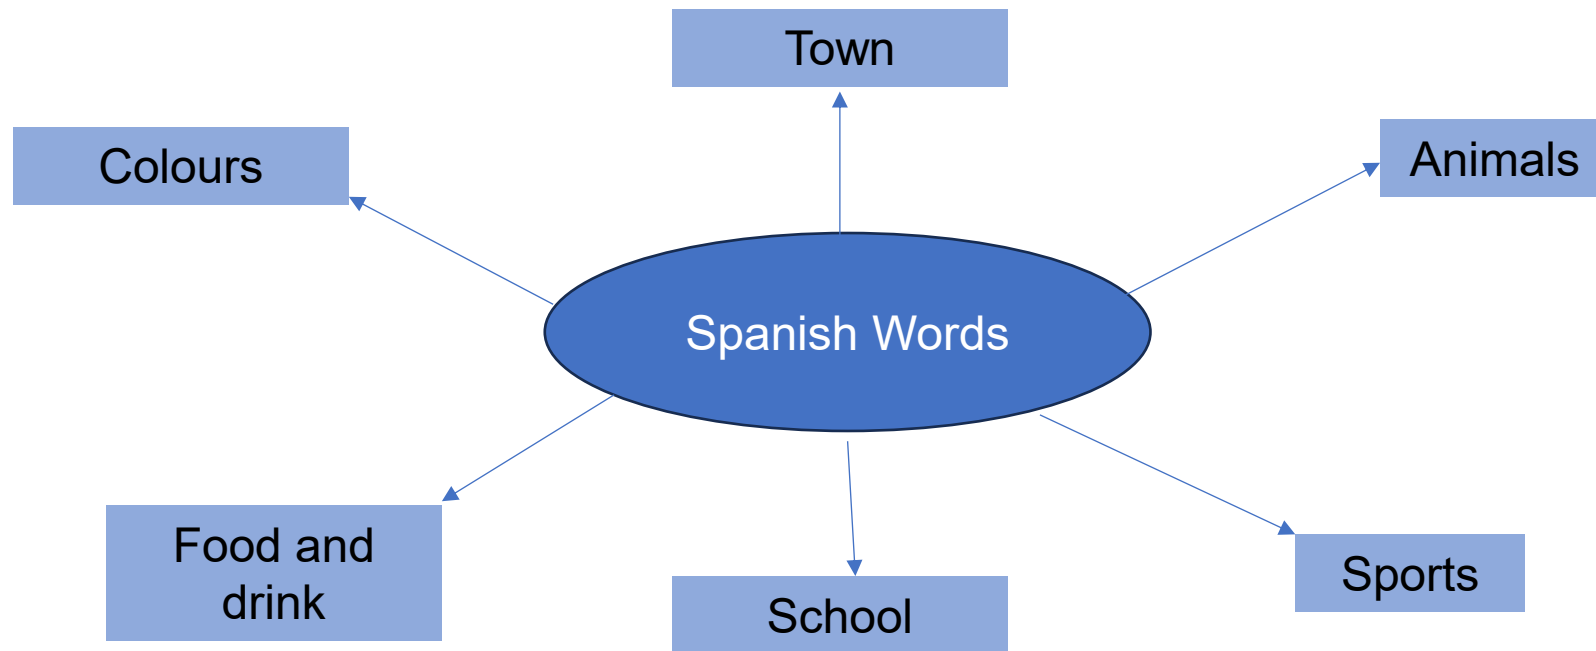 Town
Colours
Animals
Spanish Words
Food and
drink
School
Sports